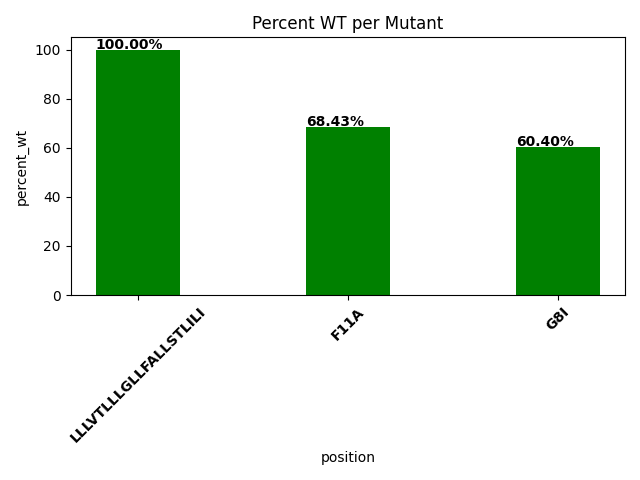 Percent WT per Mutant
percent_wt
100
80
60
40
20
0
100.00%
68.43%
60.40%
LLLVTLLLGLLFALLSTLILI
F11A
G8I
position